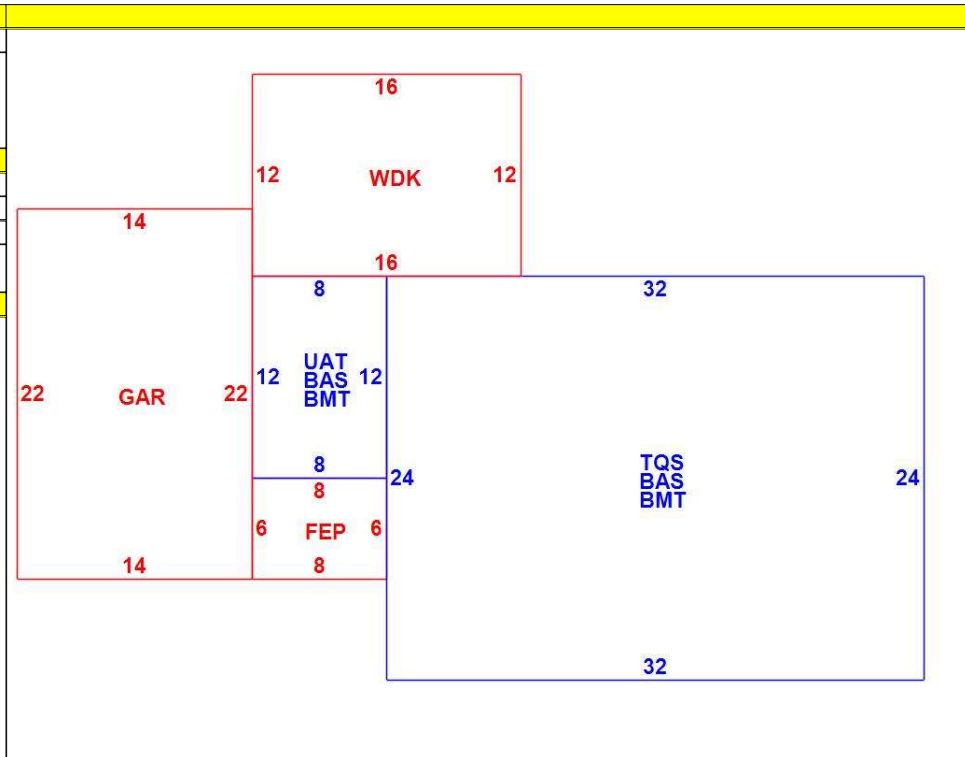 16
12 WDK 12
16
14
22 GAR 22
14
8
12 UAT 12
BAS
BMT
8
8
6 FEP 6
8
32
24 TQS 24
BAS
BMT
32